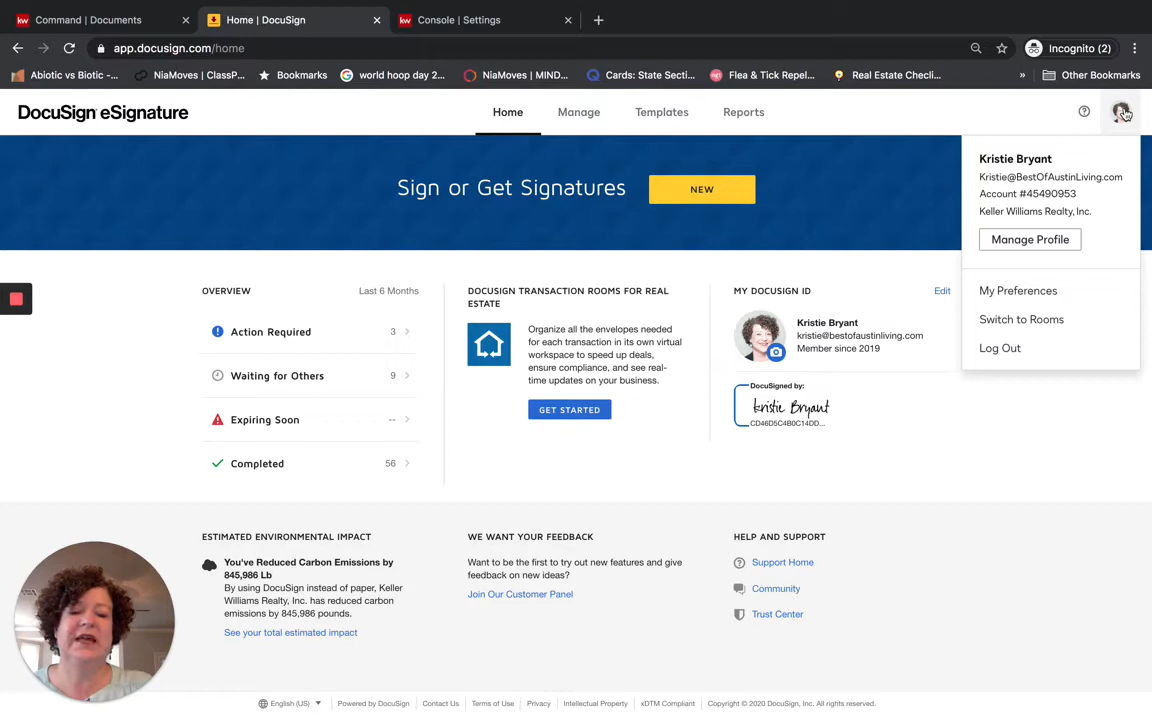 Command | Documents
Home | DocuSign
Console | Settings
app.docusign.com/home
Incognito (2)
Abiotic vs Biotic -...
NiaMoves | ClassP...
Bookmarks
world hoop day 2...
NiaMoves | MIND...
Cards: State Secti...
Flea & Tick Repel...
Real Estate Checli...
»
Other Bookmarks
DocuSign eSignature
Home
Manage
Templates
Reports
Kristie Bryant
Kristie@BestOfAustinLiving.com
Account #45490953
Keller Williams Realty, Inc.
Manage Profile
My Preferences
Switch to Rooms
Log Out
Sign or Get Signatures
NEW
OVERVIEW
Last 6 Months
Action Required
3
Waiting for Others
9
Expiring Soon
--
Completed
56
DOCUSIGN TRANSACTION ROOMS FOR REAL
ESTATE
Organize all the envelopes needed
for each transaction in its own virtual
workspace to speed up deals,
ensure compliance, and see real-
time updates on your business.
GET STARTED
MY DOCUSIGN ID
Edit
Kristie Bryant
kristie@bestofaustinliving.com
Member since 2019
DocuSigned by:
Kristie Bryant
CD46D5C4B0C14DD...
ESTIMATED ENVIRONMENTAL IMPACT
You've Reduced Carbon Emissions by
845,986 Lb
By using DocuSign instead of paper, Keller
Williams Realty, Inc. has reduced carbon
emissions by 845,986 pounds.
See your total estimated impact
WE WANT YOUR FEEDBACK
Want to be the first to try out new features and give
feedback on new ideas?
Join Our Customer Panel
HELP AND SUPPORT
Support Home
Community
Trust Center
English (US)
Powered by DocuSign
Contact Us
Terms of Use
Privacy
Intellectual Property
xDTM Compliant
Copyright © 2020 DocuSign, Inc. All rights reserved.